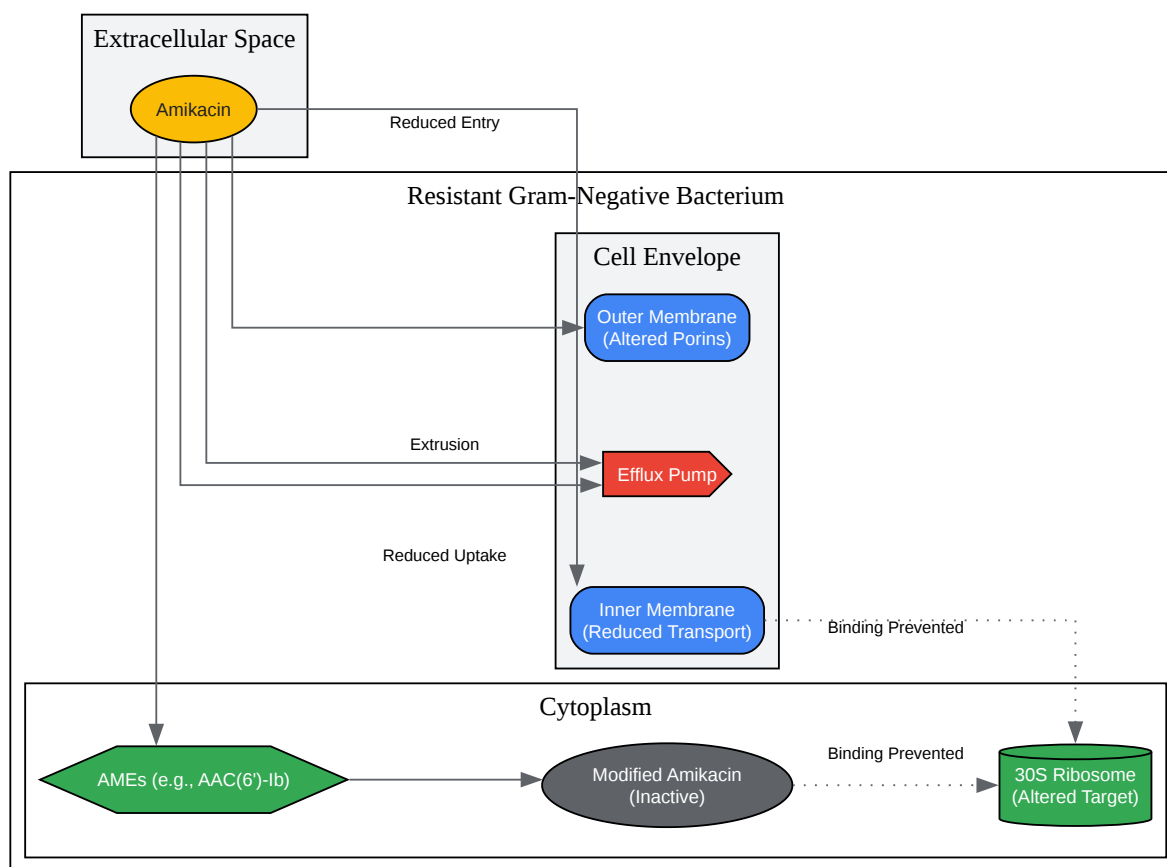 Extracellular Space
Amikacin
Reduced Entry
Resistant Gram-Negative Bacterium
Cell Envelope
Outer Membrane
(Altered Porins)
Extrusion
Efflux Pump
Reduced Uptake
Inner Membrane
(Reduced Transport)
Binding Prevented
Cytoplasm
AMEs (e.g., AAC(6')-Ib)
Modified Amikacin
(Inactive)
Binding Prevented
30S Ribosome
(Altered Target)